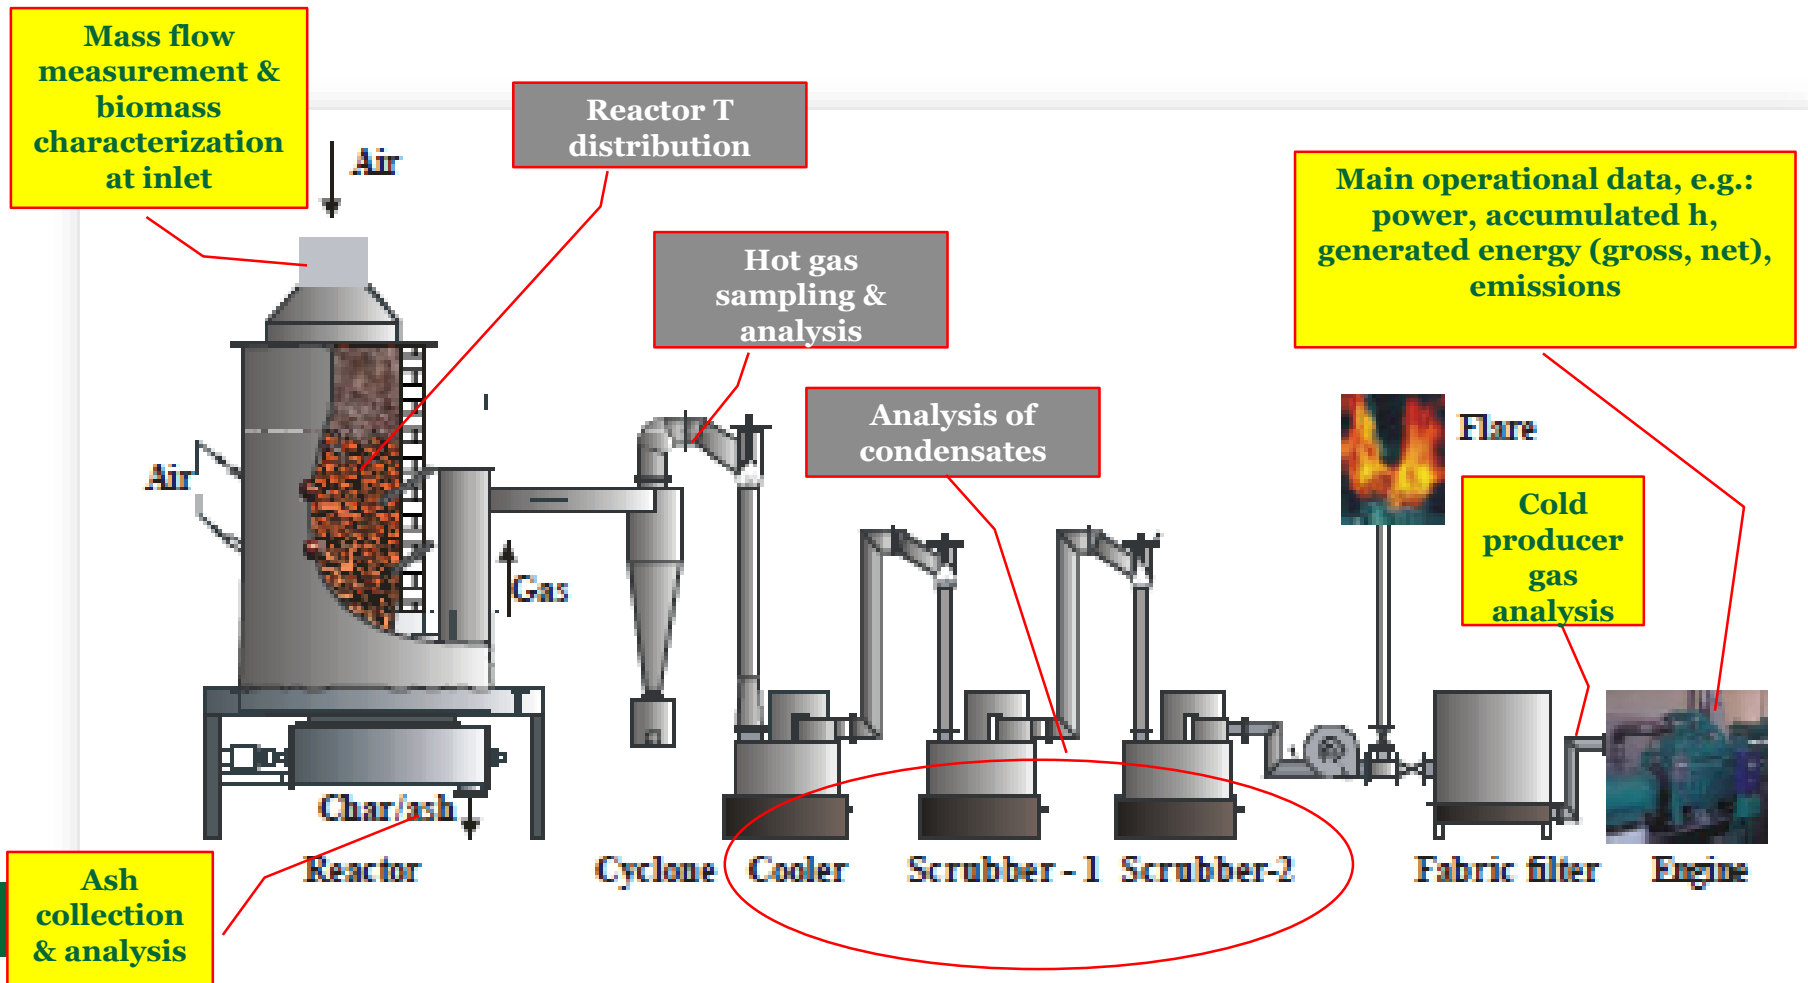 Mass flow
measurement &
biomass
characterization
at inlet
Reactor T
distribution
Air
Hot gas
sampling &
analysis
Main operational data, e.g.:
power, accumulated h,
generated energy (gross, net),
emissions
Analysis of
condensates
Flare
Air
Cold
producer
gas
analysis
Gas
Char/ash
Reactor
Cyclone
Cooler
Scrubber - 1
Scrubber-2
Fabric filter
Engine
Ash
collection
& analysis